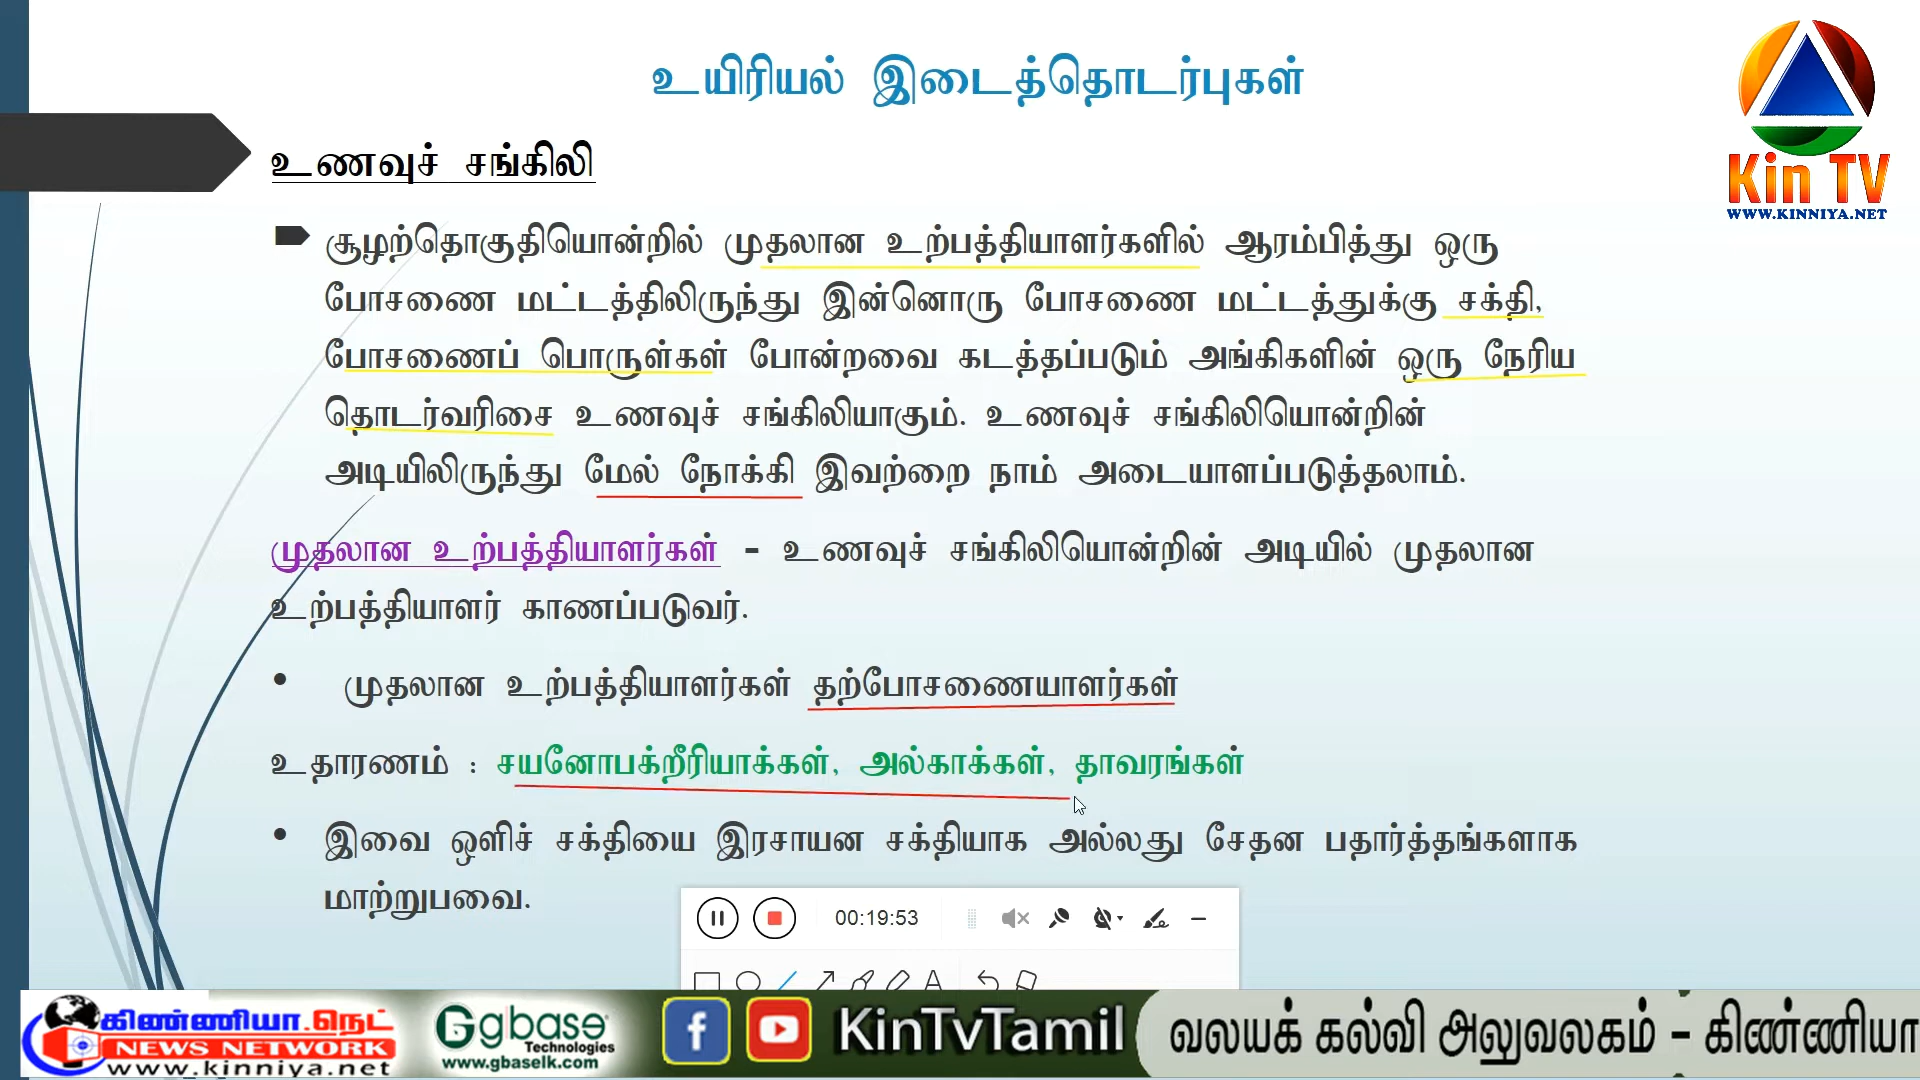 உயிரியல் இடைத்தொடர்புகள்
Kin TV
WWW.KINNIYA.NET
உணவுச் சங்கிலி
சூழற்தொகுதியொன்றில் முதலான உற்பத்தியாளர்களில் ஆரம்பித்து ஒரு
போசணை மட்டத்திலிருந்து இன்னொரு போசணை மட்டத்துக்கு சக்தி,
போசணைப் பொருள்கள் போன்றவை கடத்தப்படும் அங்கிகளின் ஒரு நேரிய
தொடர்வரிசை உணவுச் சங்கிலியாகும். உணவுச் சங்கிலியொன்றின்
அடியிலிருந்து மேல் நோக்கி இவற்றை நாம் அடையாளப்படுத்தலாம்.
முதலான உற்பத்தியாளர்கள் - உணவுச் சங்கிலியொன்றின் அடியில் முதலான
உற்பத்தியாளர் காணப்படுவர்.
• முதலான உற்பத்தியாளர்கள் தற்போசணையாளர்கள்
உதாரணம் : சயனோபக்றீரியாக்கள், அல்காக்கள், தாவரங்கள்
• இவை ஒளிச் சக்தியை இரசாயன சக்தியாக அல்லது சேதன பதார்த்தங்களாக
மாற்றுபவை.
00:19:53
கிண்ணியா.நெட்
NEWS NETWORK
www.kinniya.net
gbase
Technologies
www.gbaselk.com
KinTvTamil
வலயக் கல்வி அலுவலகம் - கிண்ணியா